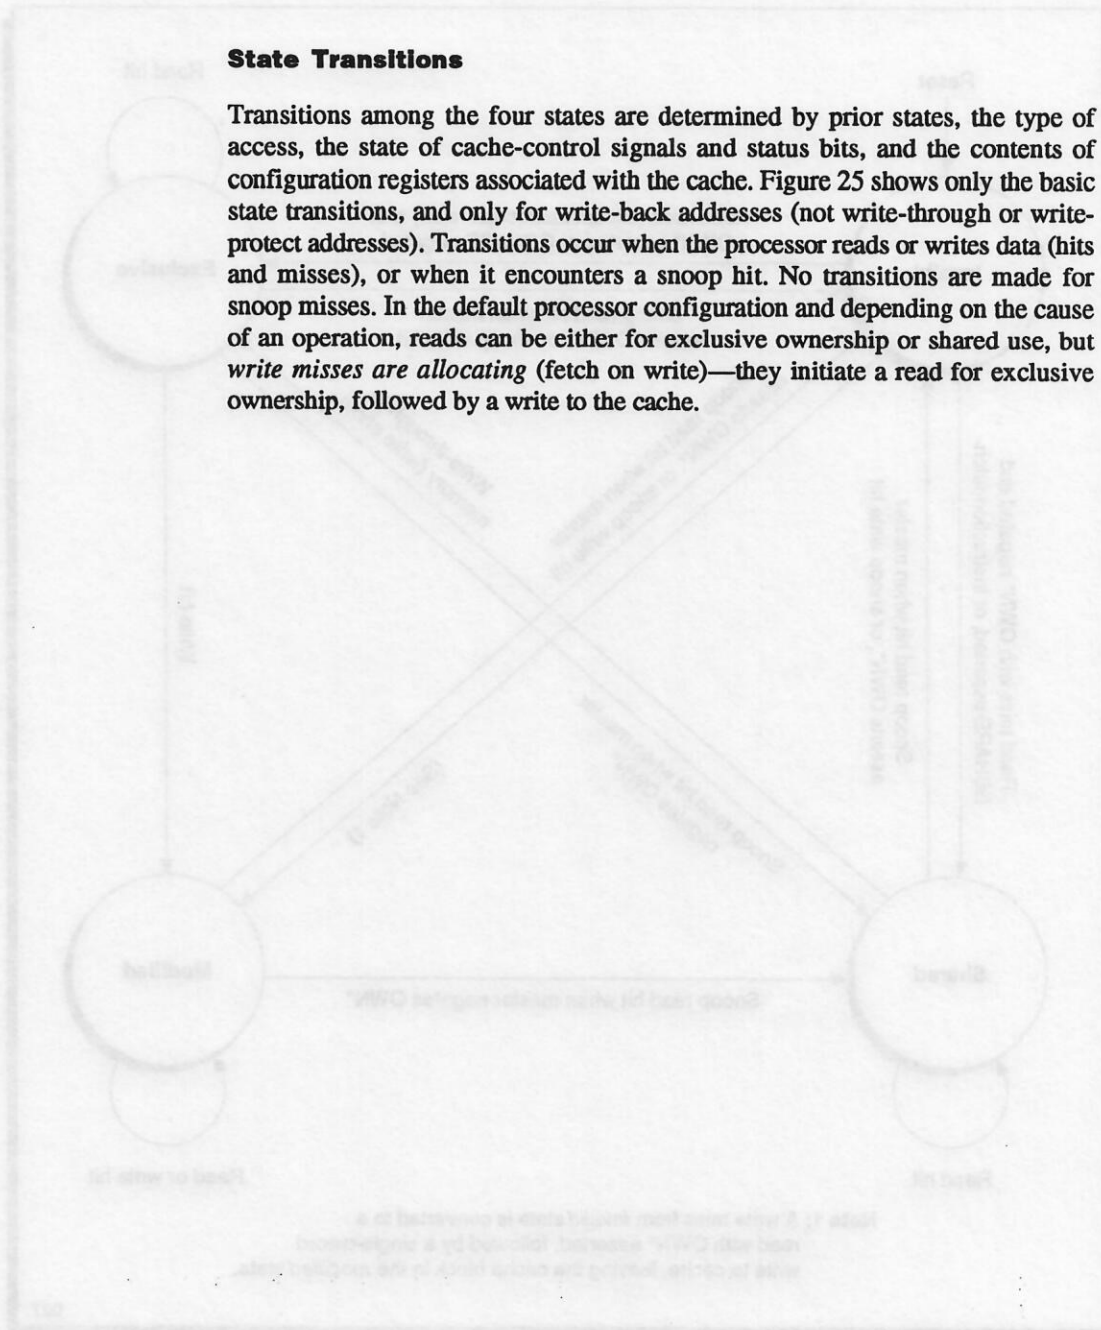 State Transitions
Transitions among the four states are determined by prior states, the type of
access, the state of cache-control signals and status bits, and the contents of
configuration registers associated with the cache. Figure 25 shows only the basic
state transitions, and only for write-back addresses (not write-through or write-
protect addresses). Transitions occur when the processor reads or writes data (hits
and misses), or when it encounters a snoop hit. No transitions are made for
snoop misses. In the default processor configuration and depending on the cause
of an operation, reads can be either for exclusive ownership or shared use, but
write misses are allocating (fetch on write)—they initiate a read for exclusive
ownership, followed by a write to the cache.